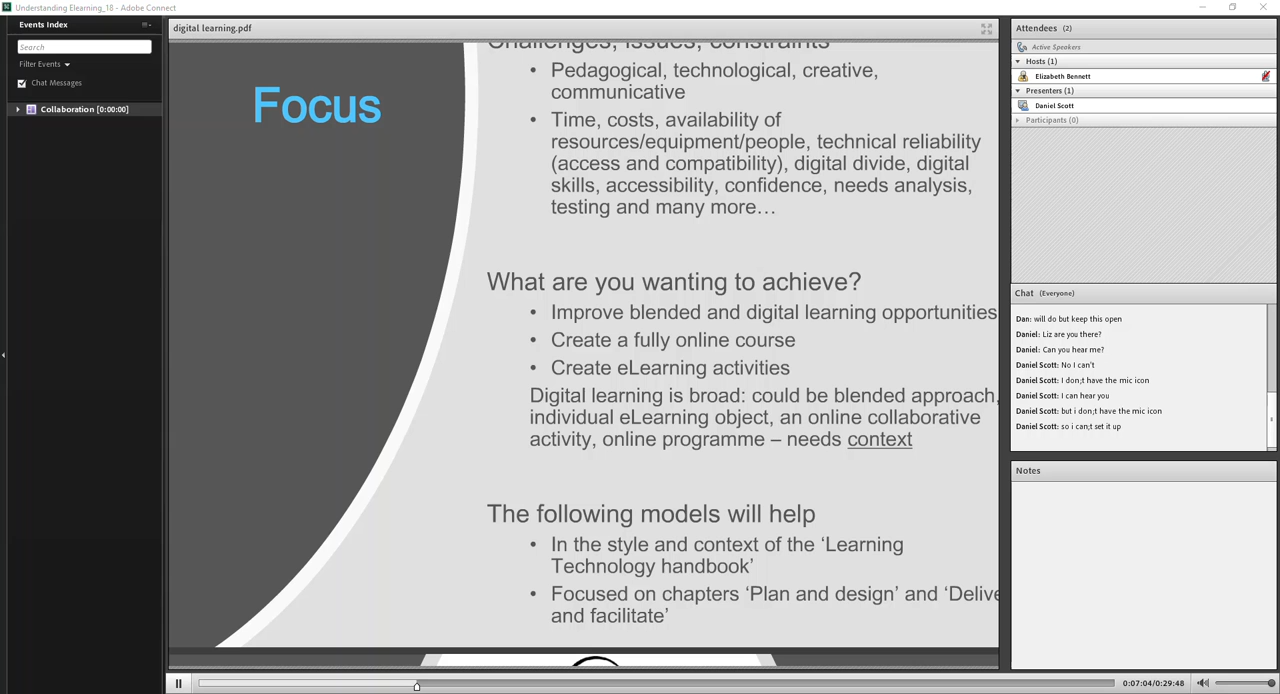 Understanding Elearning_18 - Adobe Connect
Events Index
Search
Filter Events
Chat Messages
Collaboration [0:00:00]
digital learning.pdf
Focus
Challenges, issues, constraints
• Pedagogical, technological, creative,
communicative
• Time, costs, availability of
resources/equipment/people, technical reliability
(access and compatibility), digital divide, digital
skills, accessibility, confidence, needs analysis,
testing and many more…
What are you wanting to achieve?
• Improve blended and digital learning opportunities
• Create a fully online course
• Create eLearning activities
Digital learning is broad: could be blended approach,
individual eLearning object, an online collaborative
activity, online programme – needs context
The following models will help
• In the style and context of the ‘Learning
Technology handbook’
• Focused on chapters ‘Plan and design’ and ‘Delive
and facilitate’
0:07:04/0:29:48
Attendees (2)
Active Speakers
Hosts (1)
Elizabeth Bennett
Presenters (1)
Daniel Scott
Participants (0)
Chat (Everyone)
Dan: will do but keep this open
Daniel: Liz are you there?
Daniel: Can you hear me?
Daniel Scott: No I can't
Daniel Scott: I don;t have the mic icon
Daniel Scott: I can hear you
Daniel Scott: but i don;t have the mic icon
Daniel Scott: so i can;t set it up
Notes